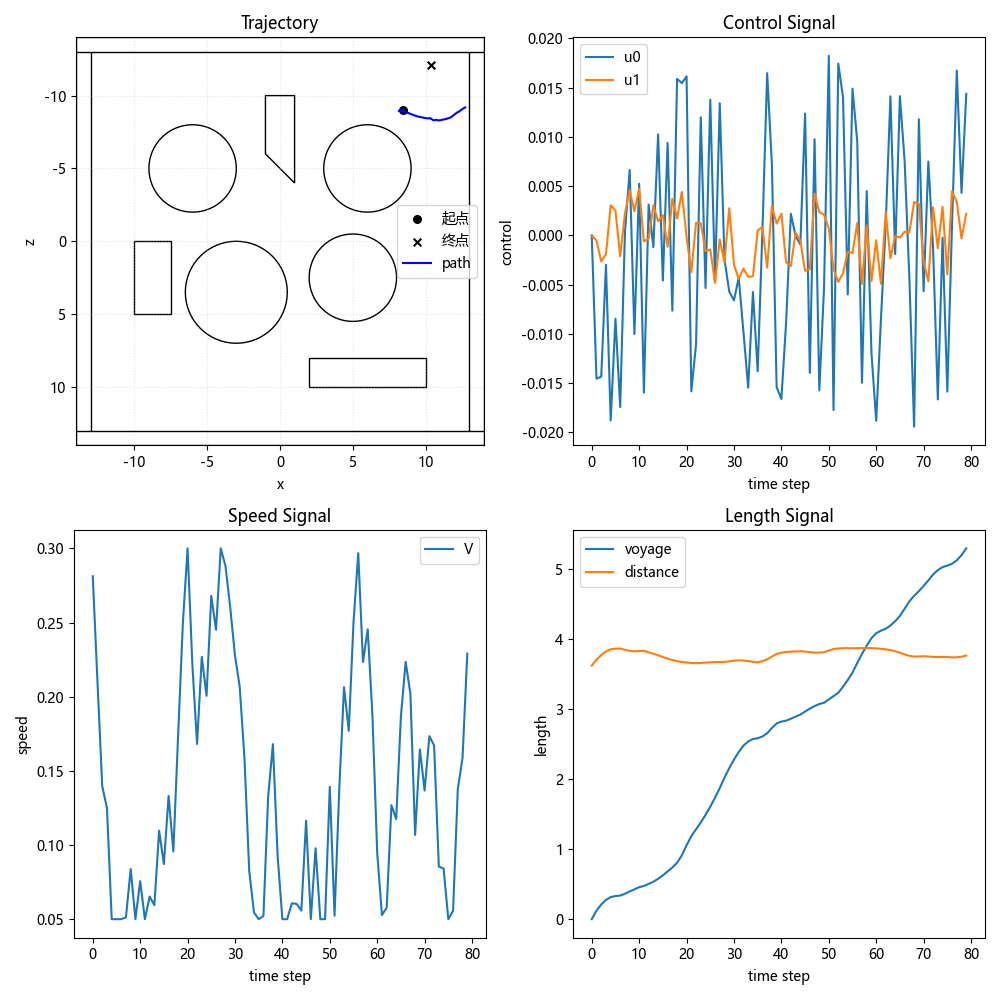 Trajectory
-10
-5
0
5
10
z
-10
-5
0
5
10
x
起点
终点
path
Control Signal
0.020
0.015
0.010
0.005
0.000
-0.005
-0.010
-0.015
-0.020
control
0
10
20
30
40
50
60
70
80
time step
u0
u1
Speed Signal
0.30
0.25
0.20
0.15
0.10
0.05
speed
0
10
20
30
40
50
60
70
80
time step
V
Length Signal
5
4
3
2
1
0
length
0
10
20
30
40
50
60
70
80
time step
voyage
distance